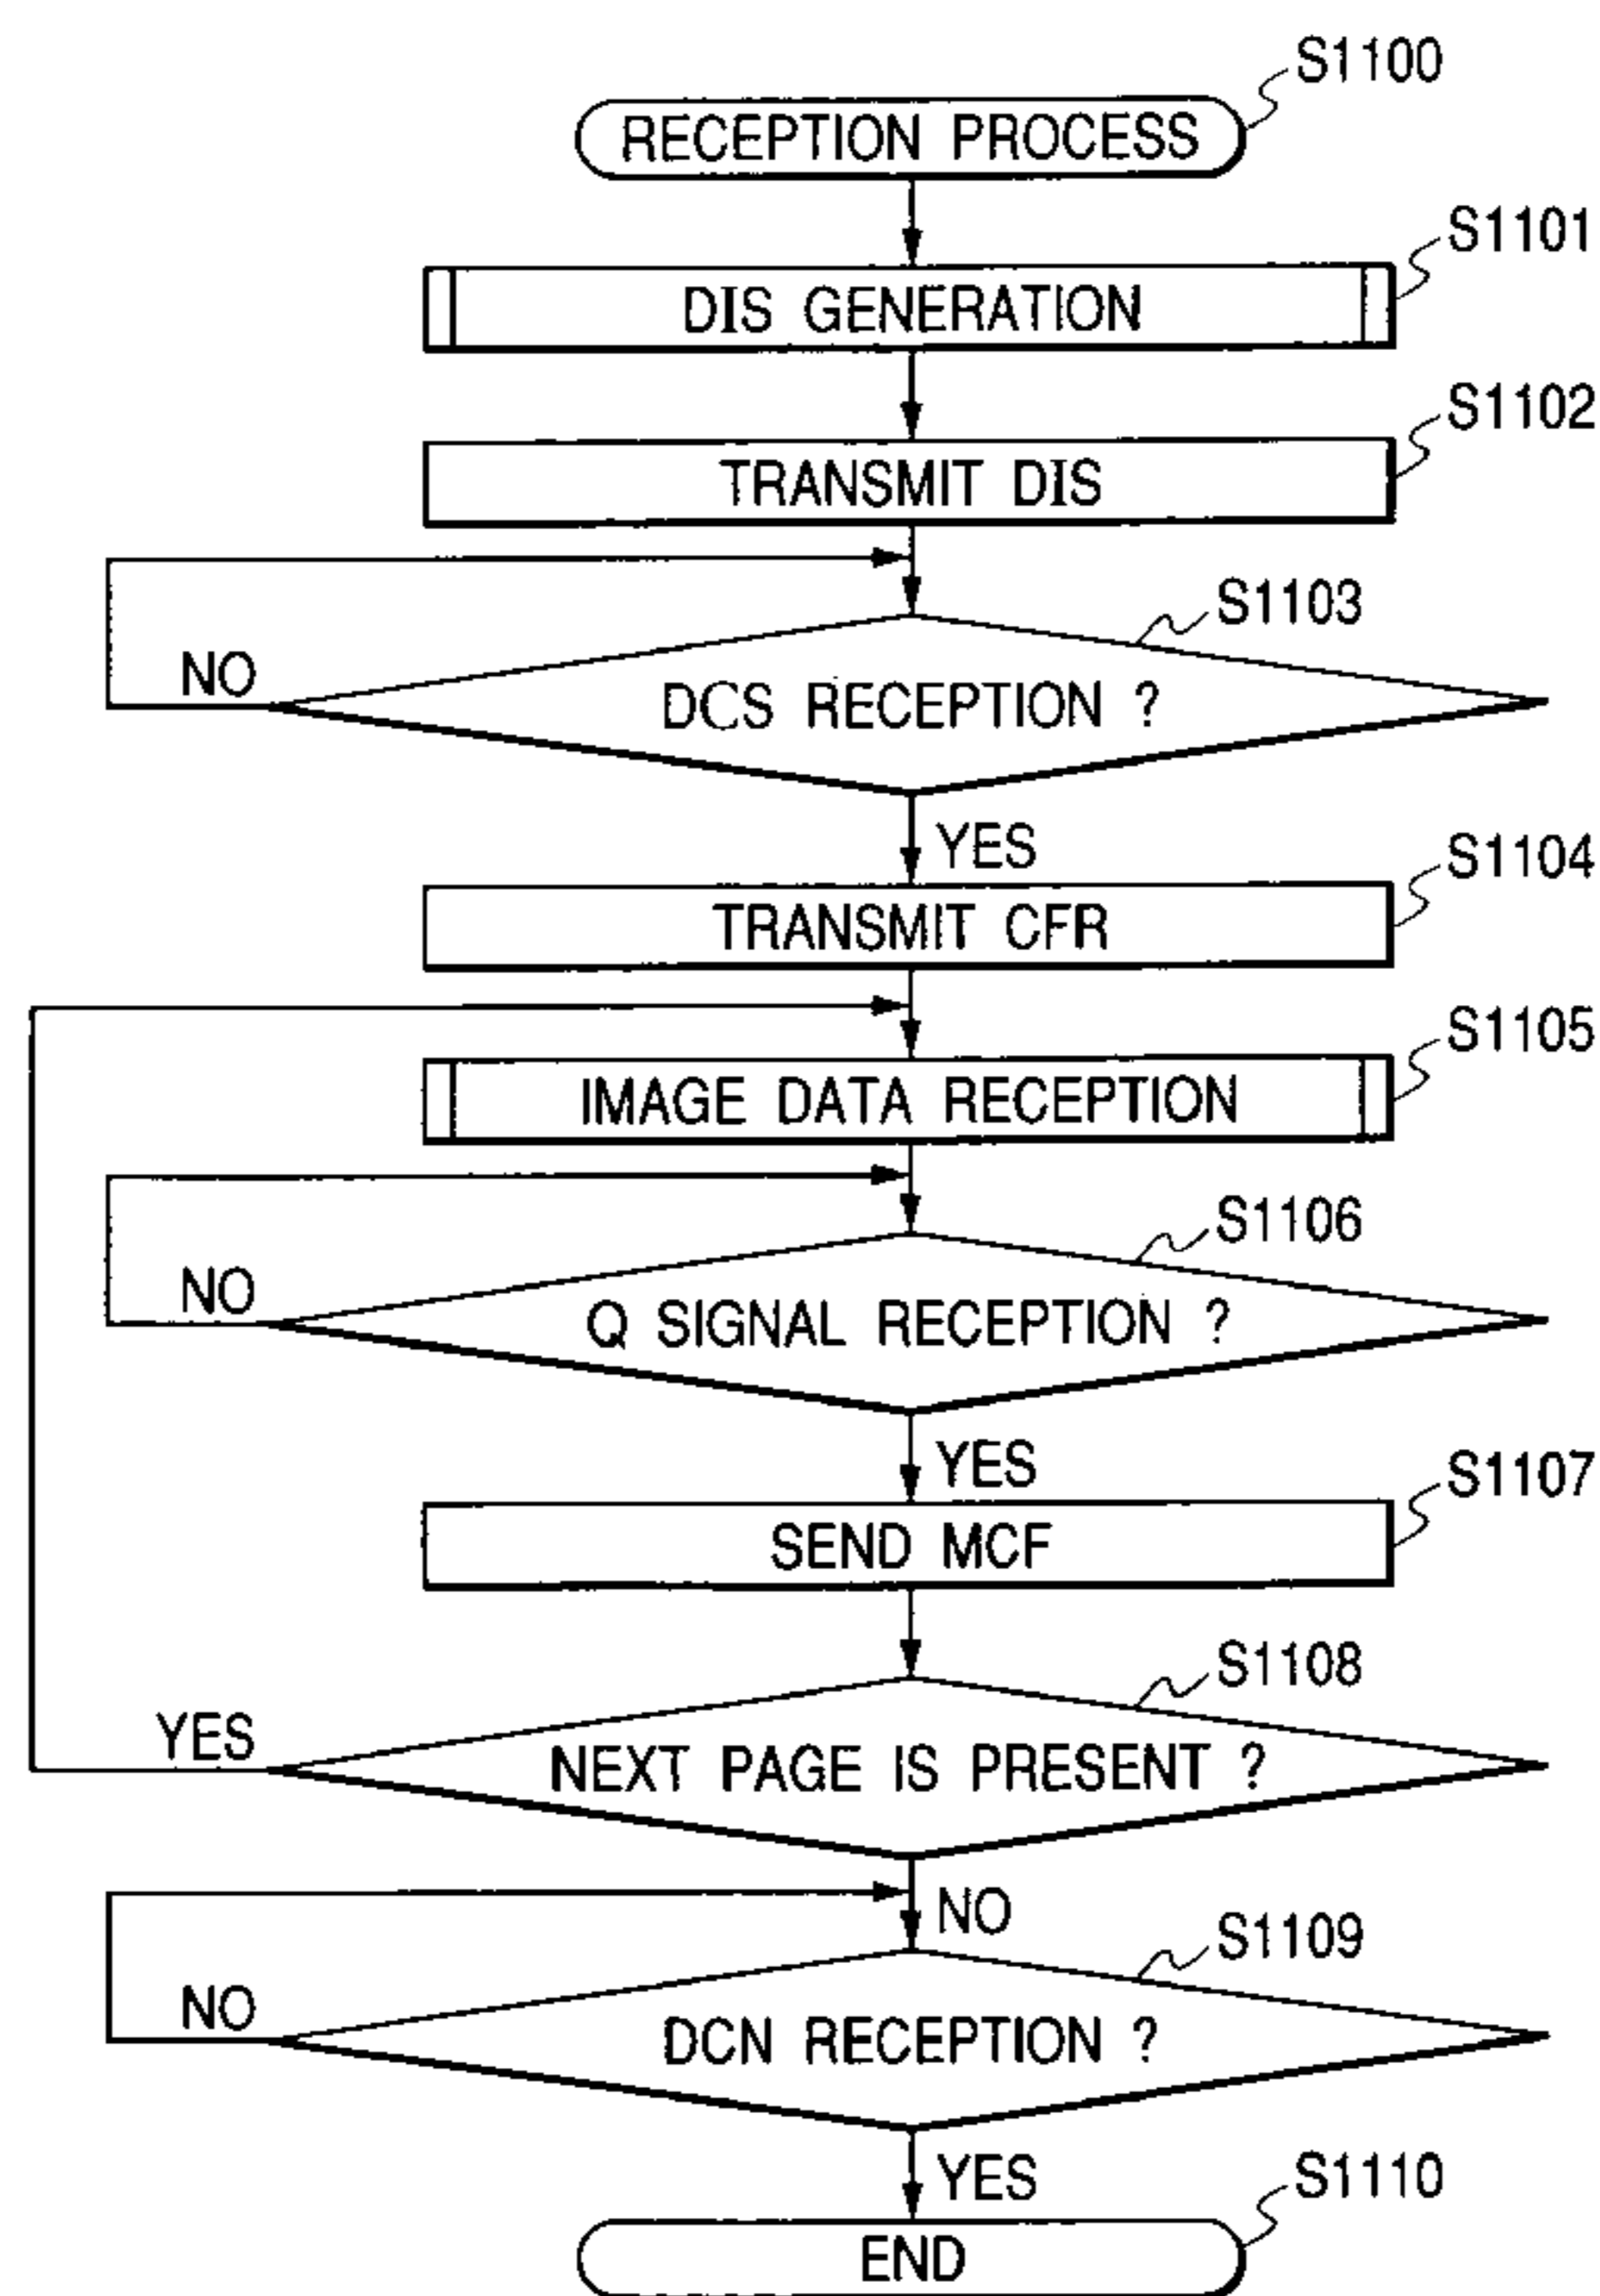 S1100
RECEPTION PROCESS
S1101
DIS GENERATION
S1102
TRANSMIT DIS
S1103
NO
DCS RECEPTION ?
YES
S1104
TRANSMIT CFR
S1105
IMAGE DATA RECEPTION
S1106
NO
Q SIGNAL RECEPTION ?
YES
S1107
SEND MCF
S1108
YES
NEXT PAGE IS PRESENT ?
NO
S1109
NO
DCN RECEPTION ?
YES
S1110
END